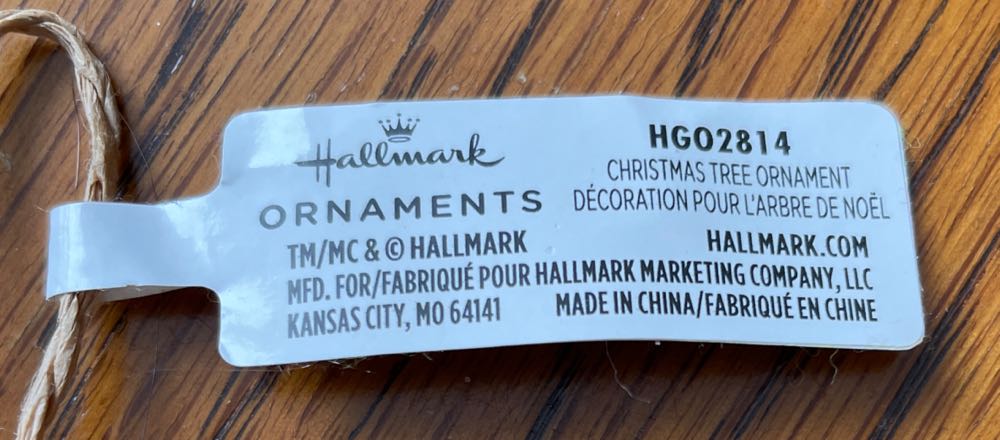 Hallmark
ORNAMENTS
HGO2814
CHRISTMAS TREE ORNAMENT
DÉCORATION POUR L'ARBRE DE NOËL
TM/MC & © HALLMARK HALLMARK.COM
MFD. FOR/FABRIQUÉ POUR HALLMARK MARKETING COMPANY, LLC
KANSAS CITY, MO 64141 MADE IN CHINA/FABRIQUÉ EN CHINE